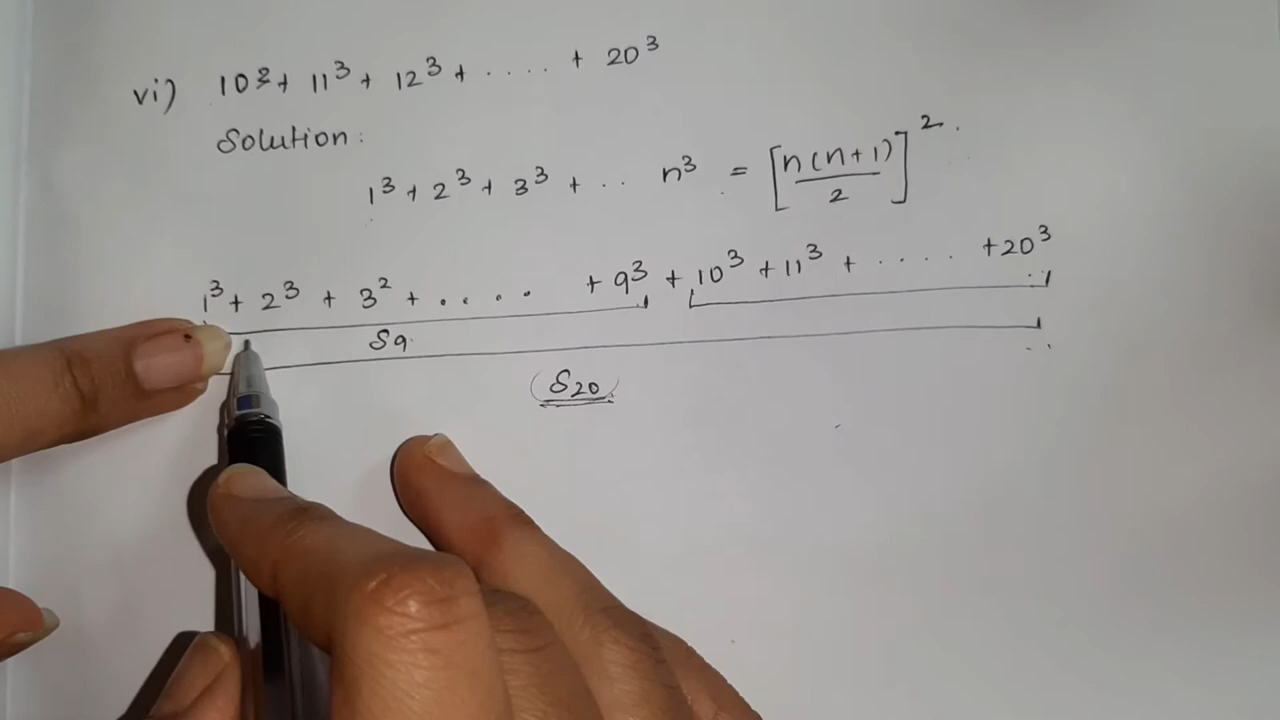 vi) 10³ + 11³ + 12³ + ..... + 20³
Solution:
1³ + 2³ + 3³ + ... n³ = [n(n+1)/2]².
1³ + 2³ + 3² + ..... + 9³ + 10³ + 11³ + ..... + 20³
S9
(S20)